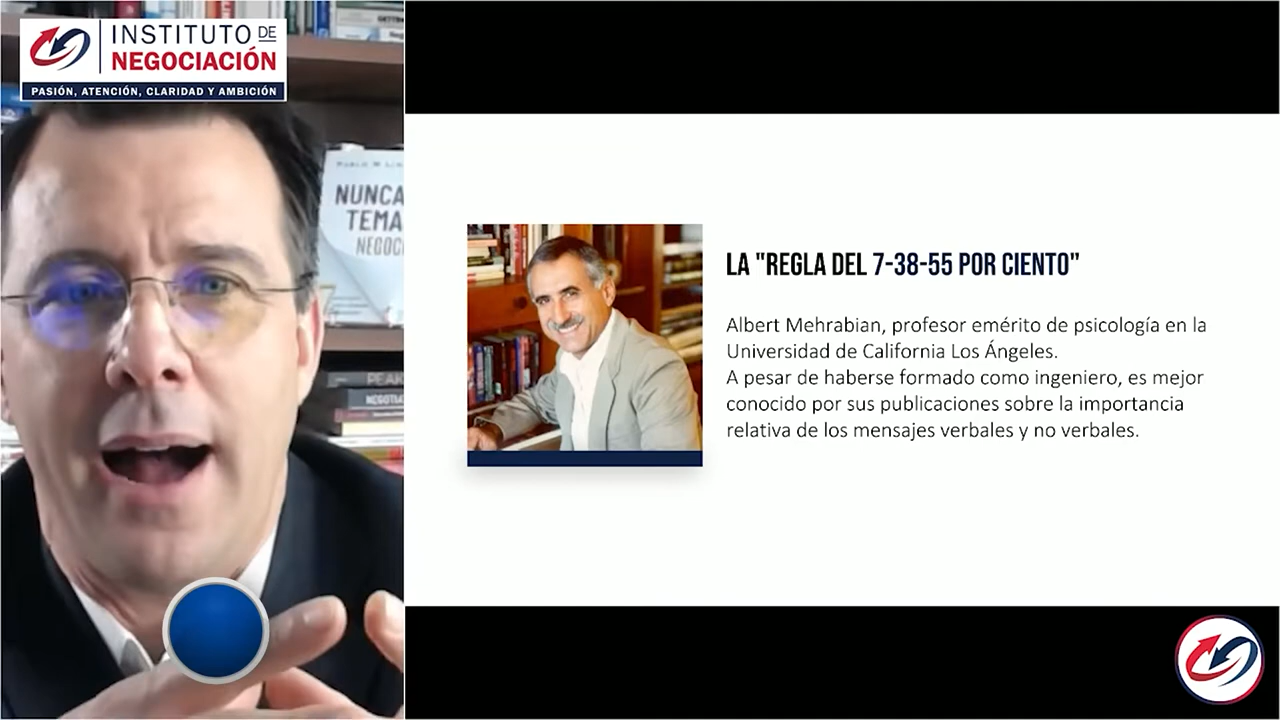 INSTITUTO DE
NEGOCIACIÓN
PASIÓN, ATENCIÓN, CLARIDAD Y AMBICIÓN
NUNCA
TEMA
NEGOC
PEAK
LA "REGLA DEL 7-38-55 POR CIENTO"
Albert Mehrabian, profesor emérito de psicología en la
Universidad de California Los Ángeles.
A pesar de haberse formado como ingeniero, es mejor
conocido por sus publicaciones sobre la importancia
relativa de los mensajes verbales y no verbales.